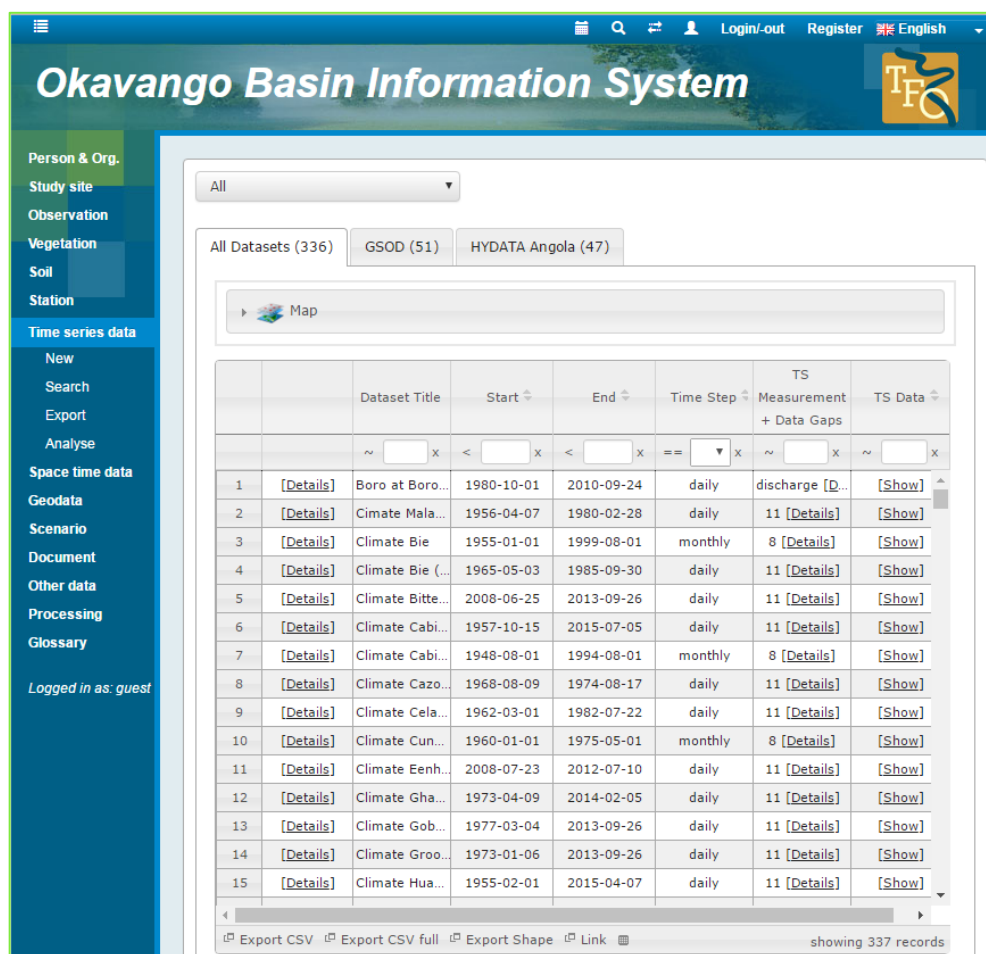 Login/-out Register English
Okavango Basin Information System
TFO
Person & Org.
Study site
Observation
Vegetation
Soil
Station
Time series data
New
Search
Export
Analyse
Space time data
Geodata
Scenario
Document
Other data
Processing
Glossary
Logged in as: guest
All
All Datasets (336) GSOD (51) HYDATA Angola (47)
Map
Dataset Title Start End Time Step TS Measurement + Data Gaps TS Data
~ x < x < x == x ~ x ~ x
1 [Details] Boro at Boro... 1980-10-01 2010-09-24 daily discharge [D... [Show]
2 [Details] Cimate Mala... 1956-04-07 1980-02-28 daily 11 [Details] [Show]
3 [Details] Climate Bie 1955-01-01 1999-08-01 monthly 8 [Details] [Show]
4 [Details] Climate Bie (... 1965-05-03 1985-09-30 daily 11 [Details] [Show]
5 [Details] Climate Bitte... 2008-06-25 2013-09-26 daily 11 [Details] [Show]
6 [Details] Climate Cabi... 1957-10-15 2015-07-05 daily 11 [Details] [Show]
7 [Details] Climate Cabi... 1948-08-01 1994-08-01 monthly 8 [Details] [Show]
8 [Details] Climate Cazo... 1968-08-09 1974-08-17 daily 11 [Details] [Show]
9 [Details] Climate Cela... 1962-03-01 1982-07-22 daily 11 [Details] [Show]
10 [Details] Climate Cun... 1960-01-01 1975-05-01 monthly 8 [Details] [Show]
11 [Details] Climate Eenh... 2008-07-23 2012-07-10 daily 11 [Details] [Show]
12 [Details] Climate Gha... 1973-04-09 2014-02-05 daily 11 [Details] [Show]
13 [Details] Climate Gob... 1977-03-04 2013-09-26 daily 11 [Details] [Show]
14 [Details] Climate Groo... 1973-01-06 2013-09-26 daily 11 [Details] [Show]
15 [Details] Climate Hua... 1955-02-01 2015-04-07 daily 11 [Details] [Show]
Export CSV Export CSV full Export Shape Link showing 337 records